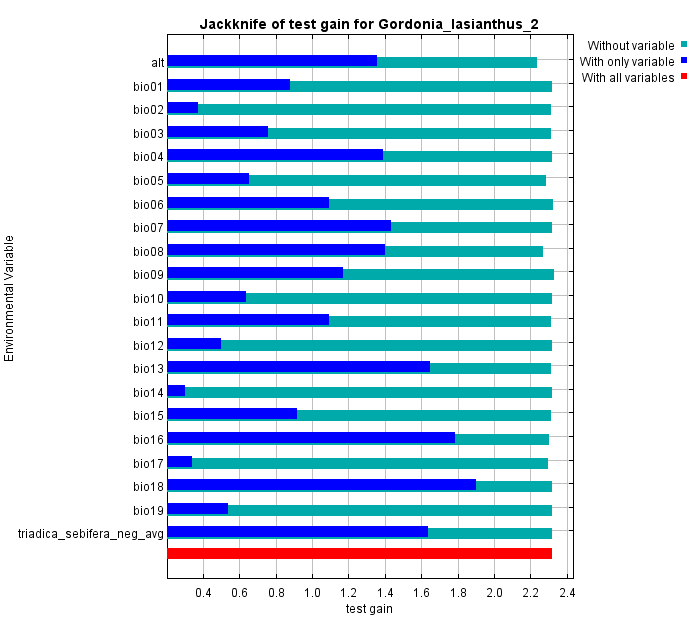 Jackknife of test gain for Gordonia_lasianthus_2
Without variable
With only variable
With all variables
Environmental Variable
alt
bio01
bio02
bio03
bio04
bio05
bio06
bio07
bio08
bio09
bio10
bio11
bio12
bio13
bio14
bio15
bio16
bio17
bio18
bio19
triadica_sebifera_neg_avg
0.4 0.6 0.8 1.0 1.2 1.4 1.6 1.8 2.0 2.2 2.4
test gain